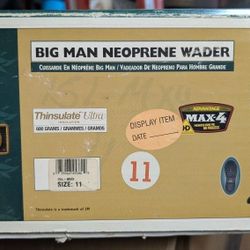 BIG MAN NEOPRENE WADER
CUISSARDE EN NÉOPRÈNE BIG MAN / VADEADOR DE NEOPRENO PARA HOMBRE GRANDE
Thinsulate Ultra
INSULATION
600 GRAMS / GRAMMES / GRAMOS
DISPLAY ITEM
DATE
ADVANTAGE
MAX-4
HD
11
SIZE: 11
Thinsulate is a trademark of 3M